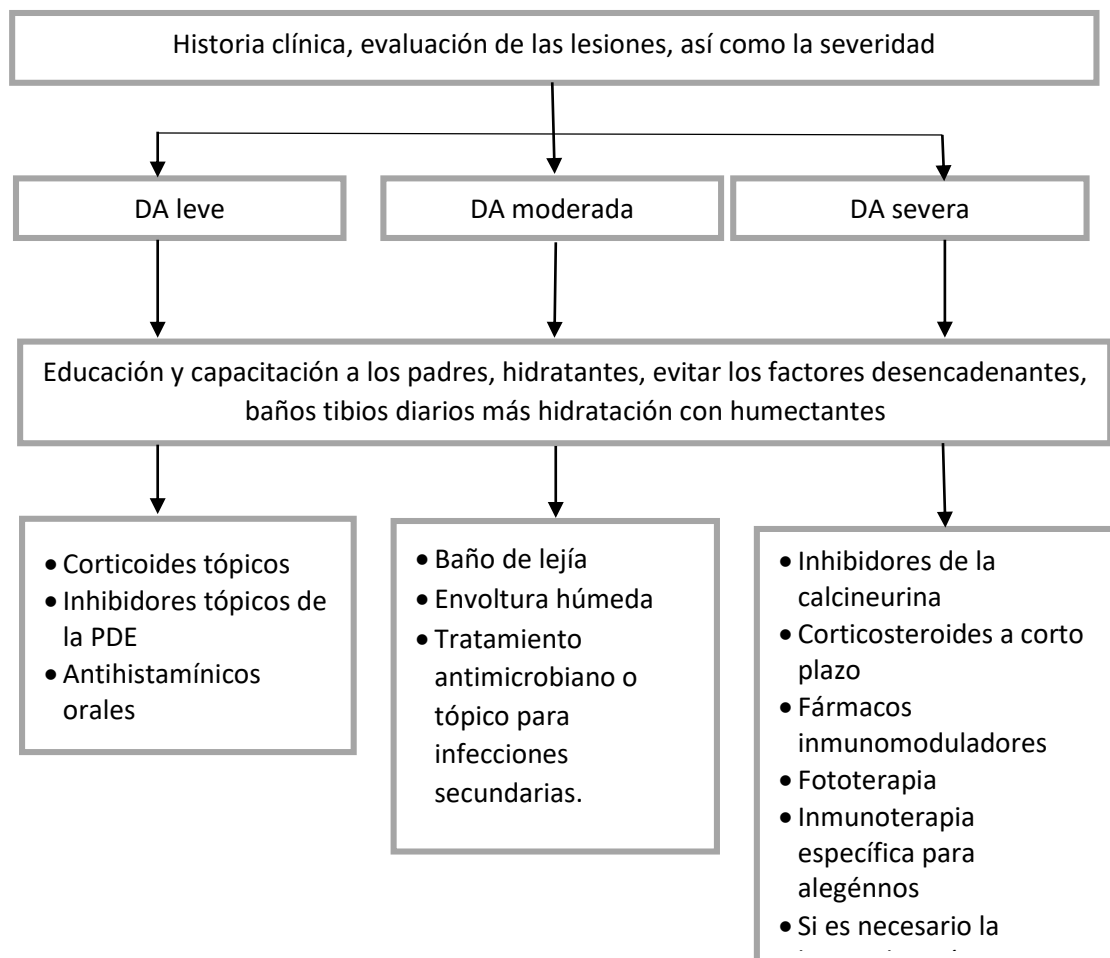 Historia clínica, evaluación de las lesiones, así como la severidad
DA leve
DA moderada
DA severa
Educación y capacitación a los padres, hidratantes, evitar los factores desencadenantes,
baños tibios diarios más hidratación con humectantes
• Corticoides tópicos
• Inhibidores tópicos de
la PDE
• Antihistamínicos
orales
• Baño de lejía
• Envoltura húmeda
• Tratamiento
antimicrobiano o
tópico para
infecciones
secundarias.
• Inhibidores de la
calcineurina
• Corticosteroides a corto
plazo
• Fármacos
inmunomoduladores
• Fototerapia
• Inmunoterapia
específica para
alegénnos
• Si es necesario la